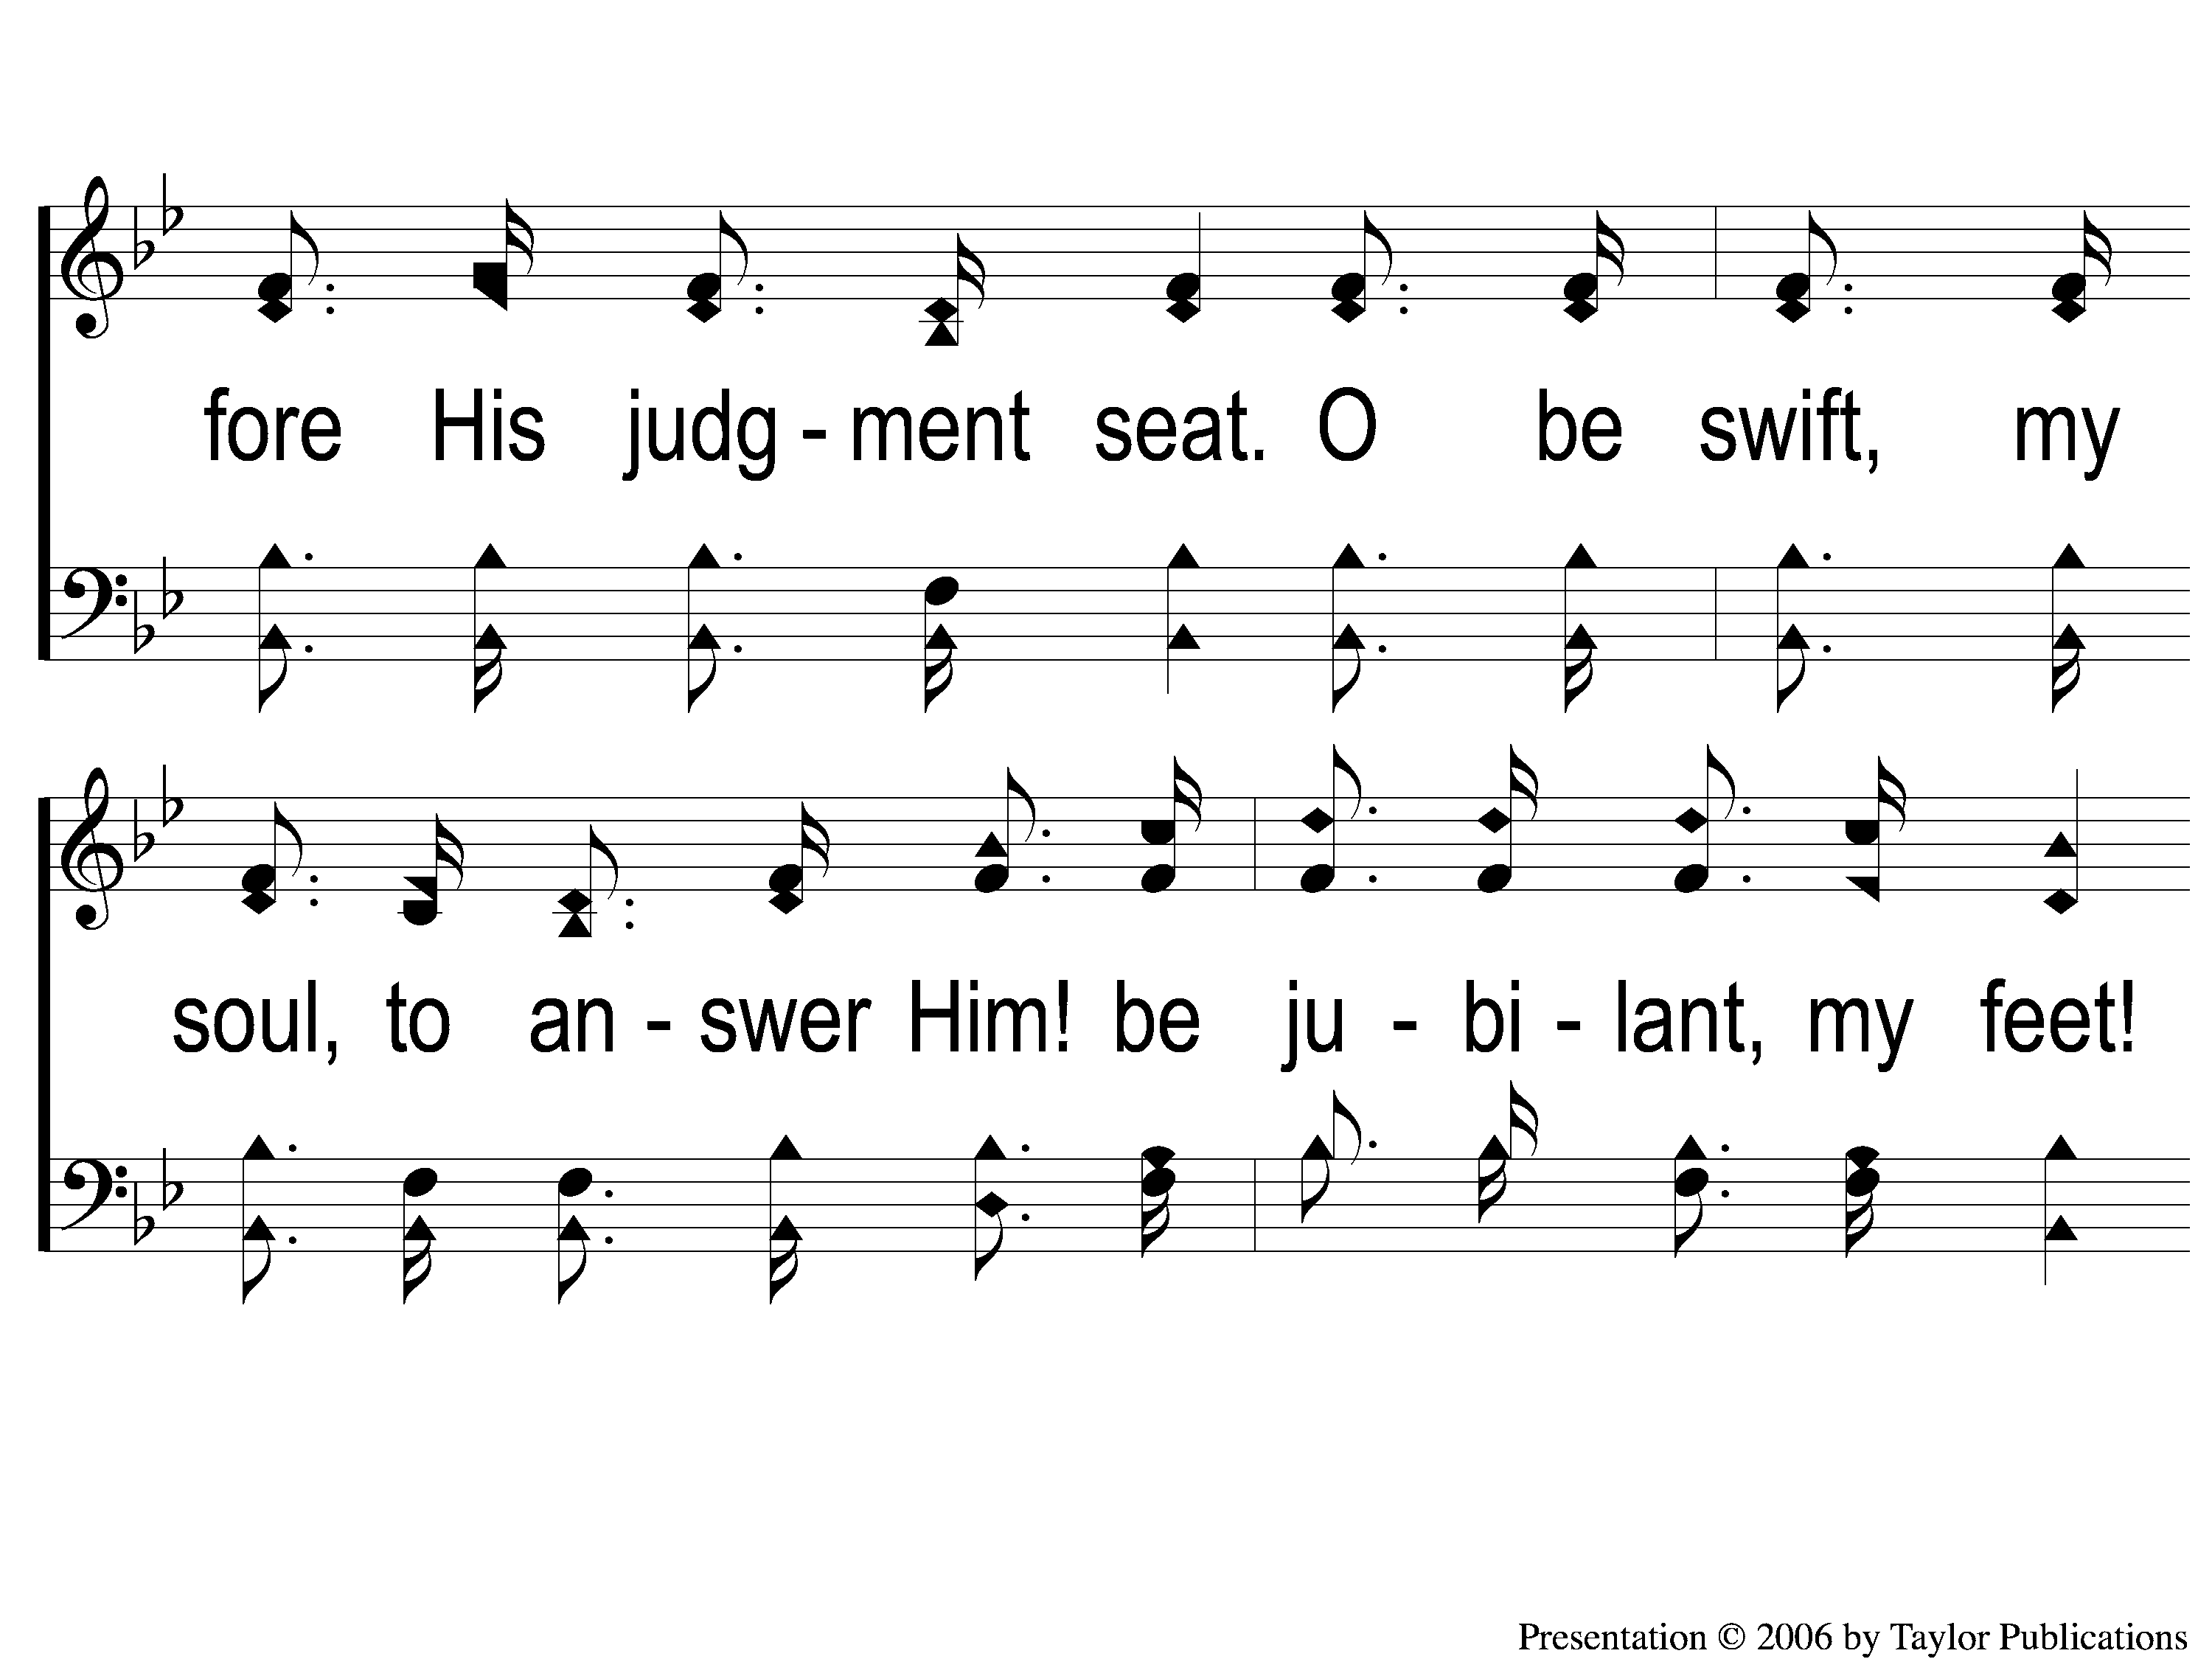 fore His judg - ment seat. O be swift, my
soul, to an - swer Him! be ju - bi - lant, my feet!
Presentation © 2006 by Taylor Publications